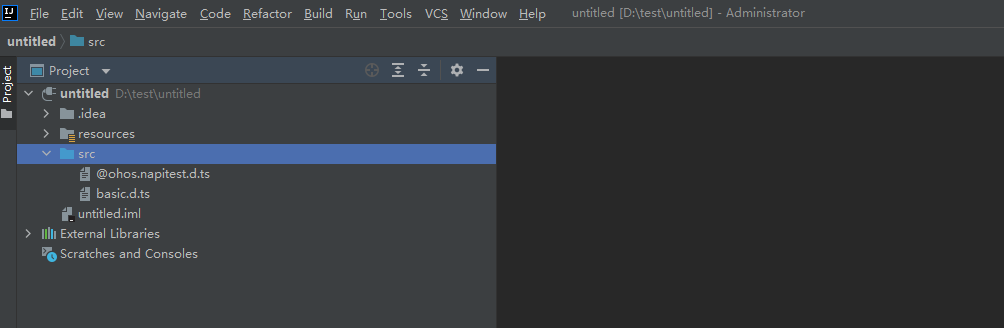 IJ File Edit View Navigate Code Refactor Build Run Tools VCS Window Help untitled [D:\test\untitled] - Administrator
untitled src
Project
Project
untitled D:\test\untitled
.idea
resources
src
@ohos.napitest.d.ts
basic.d.ts
untitled.iml
External Libraries
Scratches and Consoles